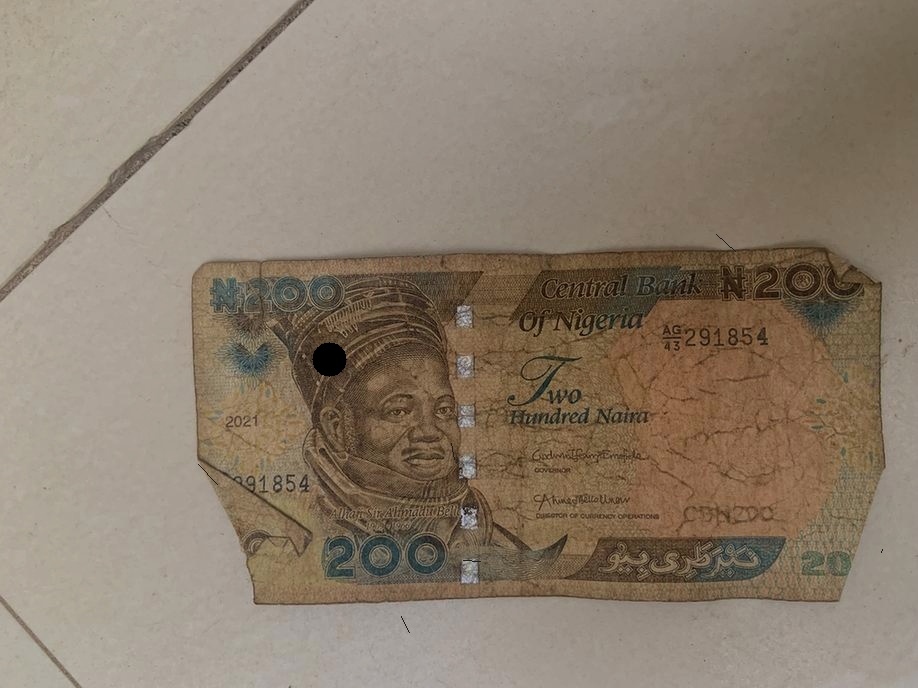 ₦200
Central Bank
Of Nigeria
₦200
AG
43 291854
Two
Hundred Naira
2021
291854
GOVERNOR
Alhaji Sir Ahmadu Bello
DIRECTOR OF CURRENCY OPERATIONS
CBN200
200
نَيْرَ دَرِي بِيُو
20